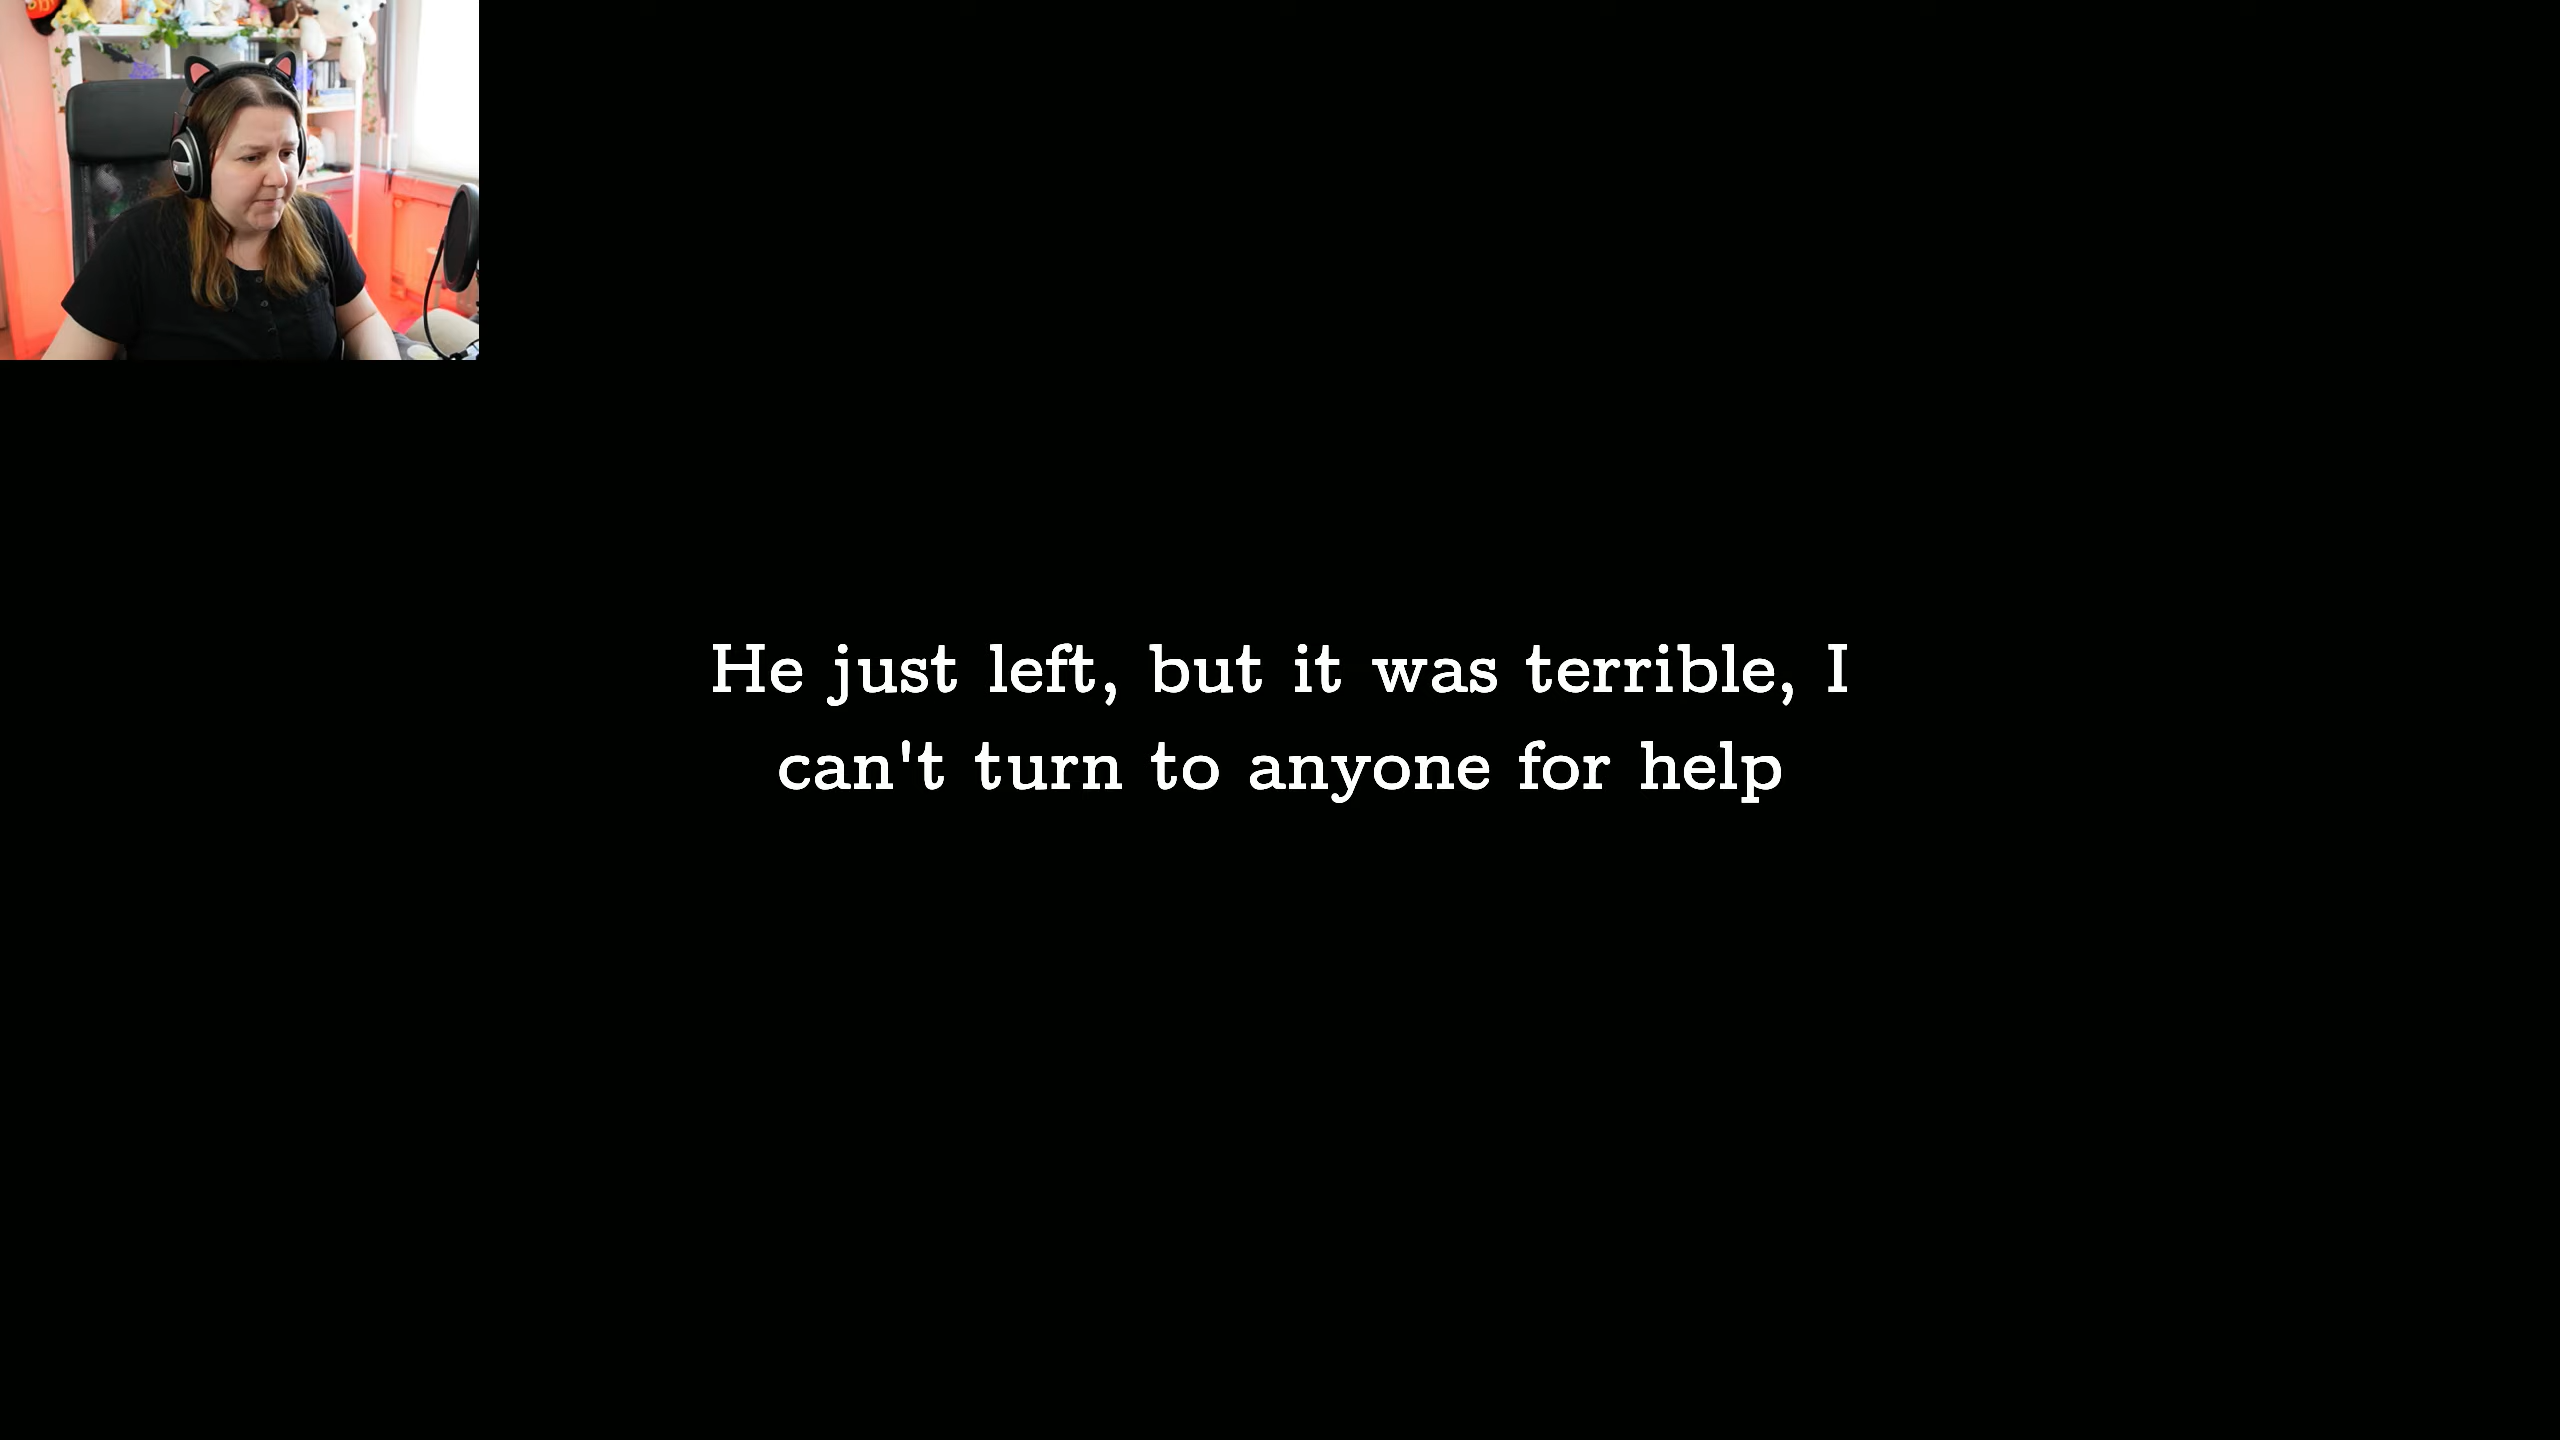 He just left, but it was terrible, I
can't turn to anyone for help